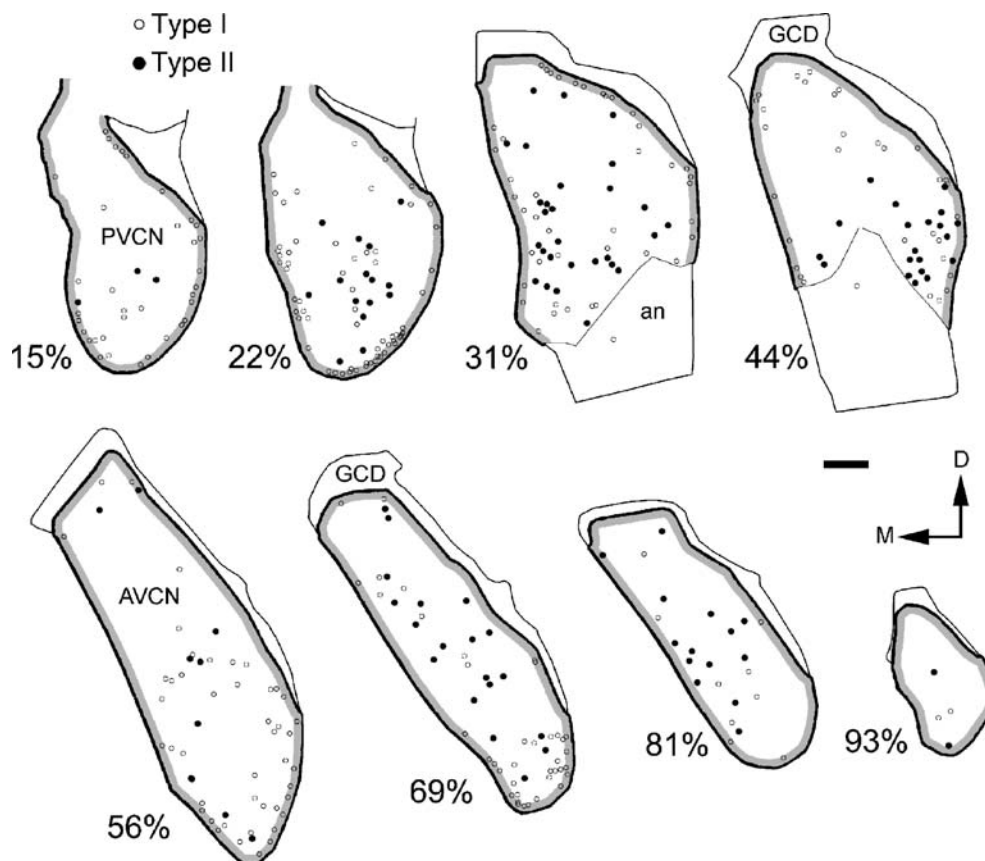 Type I
Type II
GCD
PVCN
an
15%
22%
31%
44%
GCD
D
M
AVCN
56%
69%
81%
93%